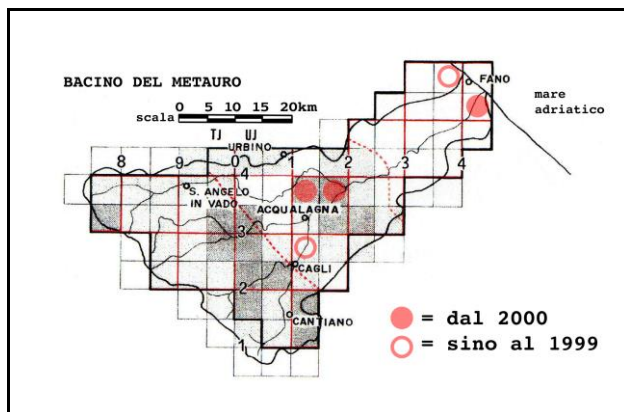 BACINO DEL METAURO
FANO
mare
adriatico
0 5 10 15 20km
scala
TJ UJ
URBINO
8 9 0 1 2 3 4
4
S. ANGELO
IN VADO
ACQUALAGNA
3
CAGLI
2
CANTIANO
1
= dal 2000
= sino al 1999